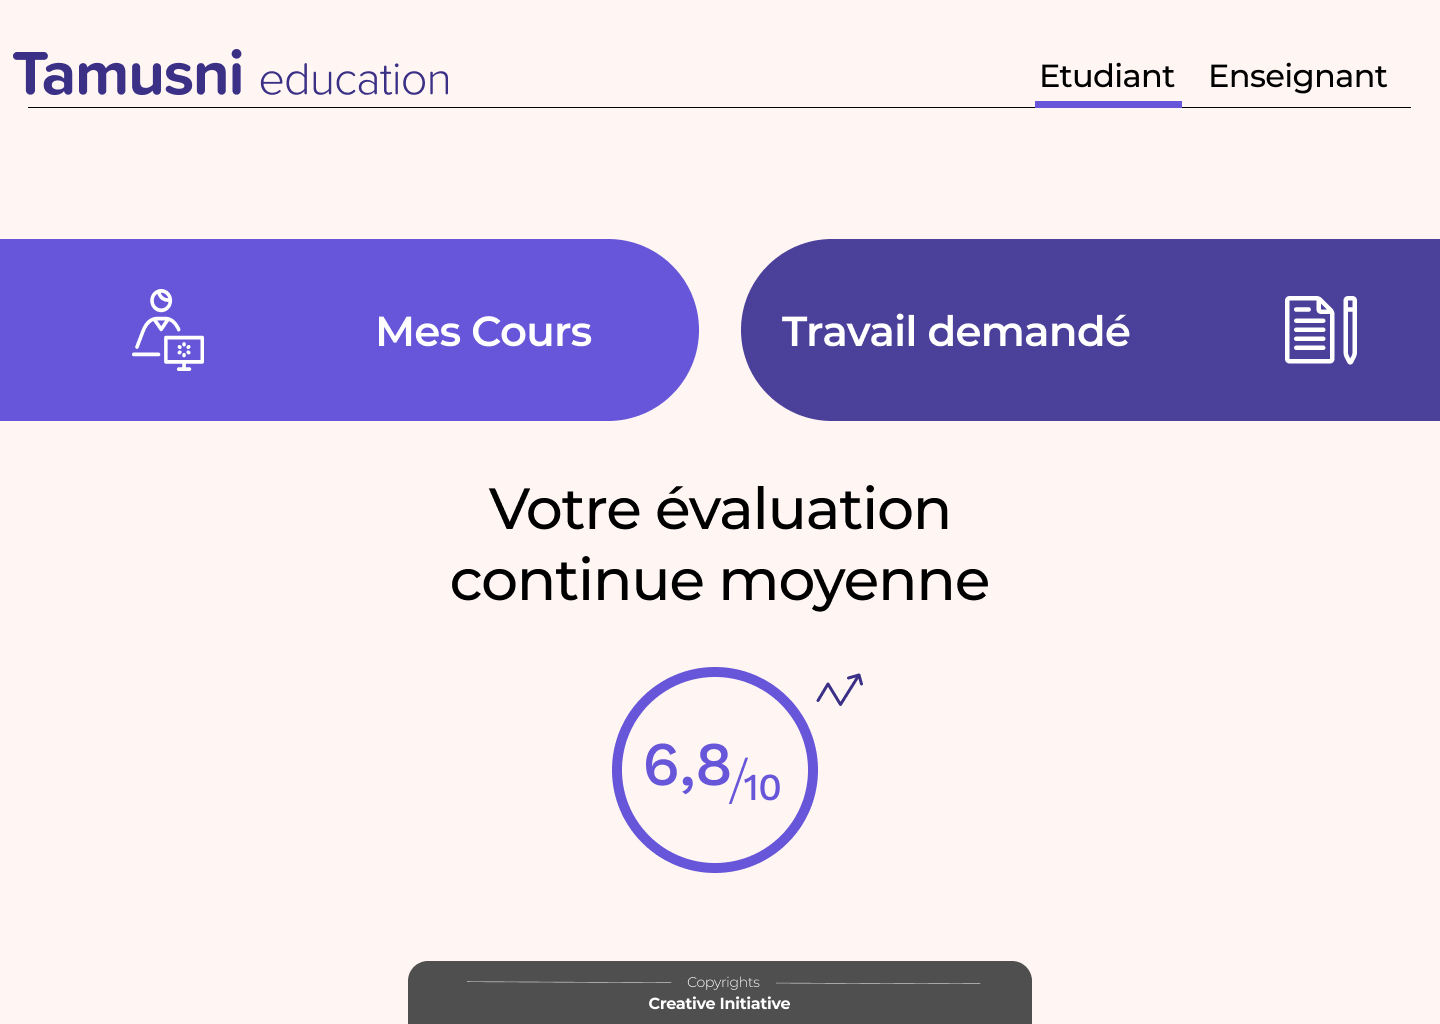 Tamusni education
Etudiant Enseignant
Mes Cours
Travail demandé
Votre évaluation
continue moyenne
6,8/10
Copyrights
Creative Initiative